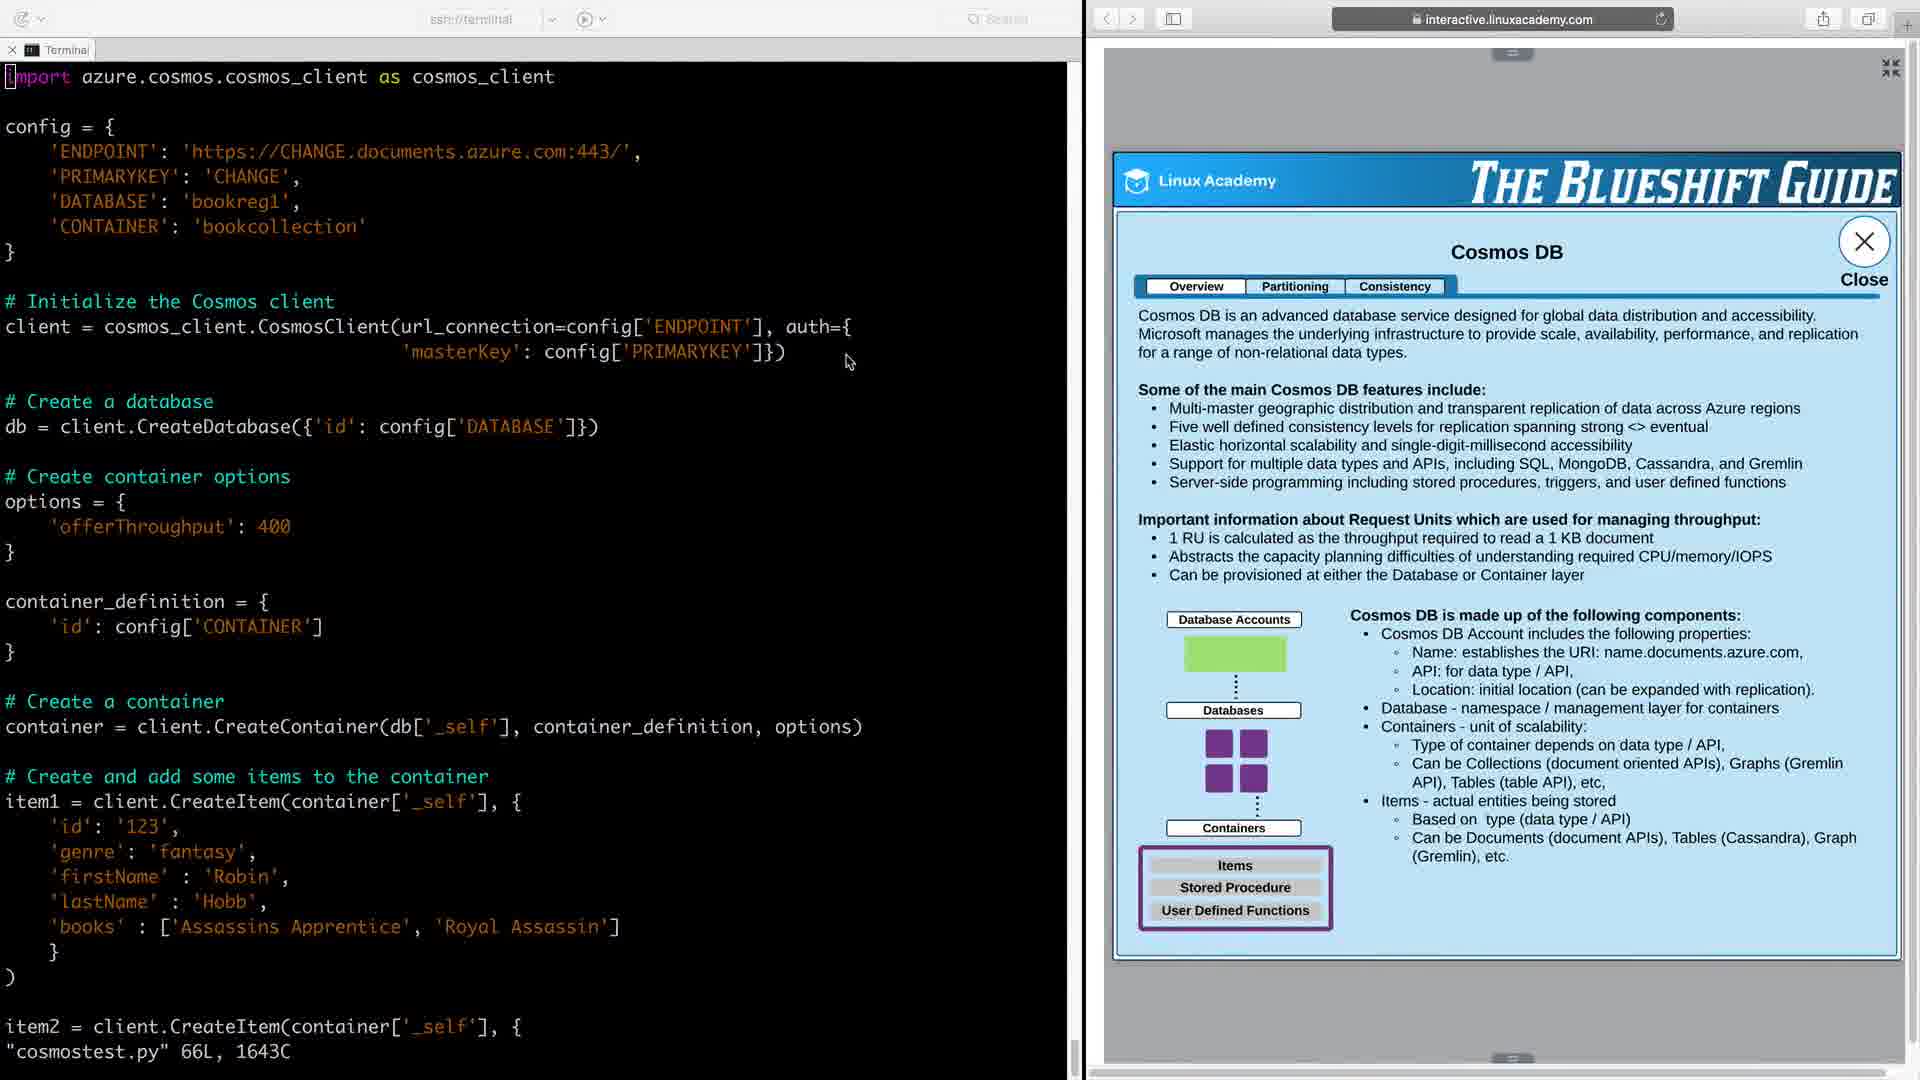 ssh://terminal
Search
Terminal
import azure.cosmos.cosmos_client as cosmos_client
config = {
    'ENDPOINT': 'https://CHANGE.documents.azure.com:443/',
    'PRIMARYKEY': 'CHANGE',
    'DATABASE': 'bookreg1',
    'CONTAINER': 'bookcollection'
}
# Initialize the Cosmos client
client = cosmos_client.CosmosClient(url_connection=config['ENDPOINT'], auth={
                                    'masterKey': config['PRIMARYKEY']})
# Create a database
db = client.CreateDatabase({'id': config['DATABASE']})
# Create container options
options = {
    'offerThroughput': 400
}
container_definition = {
    'id': config['CONTAINER']
}
# Create a container
container = client.CreateContainer(db['_self'], container_definition, options)
# Create and add some items to the container
item1 = client.CreateItem(container['_self'], {
    'id': '123',
    'genre': 'fantasy',
    'firstName' : 'Robin',
    'lastName' : 'Hobb',
    'books' : ['Assassins Apprentice', 'Royal Assassin']
    }
)
item2 = client.CreateItem(container['_self'], {
"cosmostest.py" 66L, 1643C
interactive.linuxacademy.com
Linux Academy
THE BLUESHIFT GUIDE
Cosmos DB
Close
Overview
Partitioning
Consistency
Cosmos DB is an advanced database service designed for global data distribution and accessibility.
Microsoft manages the underlying infrastructure to provide scale, availability, performance, and replication
for a range of non-relational data types.
Some of the main Cosmos DB features include:
• Multi-master geographic distribution and transparent replication of data across Azure regions
• Five well defined consistency levels for replication spanning strong <> eventual
• Elastic horizontal scalability and single-digit-millisecond accessibility
• Support for multiple data types and APIs, including SQL, MongoDB, Cassandra, and Gremlin
• Server-side programming including stored procedures, triggers, and user defined functions
Important information about Request Units which are used for managing throughput:
• 1 RU is calculated as the throughput required to read a 1 KB document
• Abstracts the capacity planning difficulties of understanding required CPU/memory/IOPS
• Can be provisioned at either the Database or Container layer
Database Accounts
Databases
Containers
Items
Stored Procedure
User Defined Functions
Cosmos DB is made up of the following components:
• Cosmos DB Account includes the following properties:
◦ Name: establishes the URI: name.documents.azure.com,
◦ API: for data type / API,
◦ Location: initial location (can be expanded with replication).
• Database - namespace / management layer for containers
• Containers - unit of scalability:
◦ Type of container depends on data type / API,
◦ Can be Collections (document oriented APIs), Graphs (Gremlin
API), Tables (table API), etc,
• Items - actual entities being stored
◦ Based on type (data type / API)
◦ Can be Documents (document APIs), Tables (Cassandra), Graph
(Gremlin), etc.